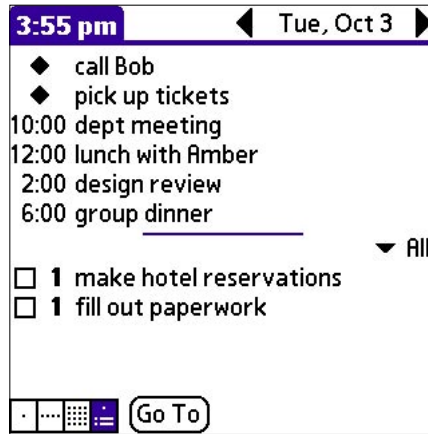 3:55 pm Tue, Oct 3
call Bob
pick up tickets
10:00 dept meeting
12:00 lunch with Amber
2:00 design review
6:00 group dinner
All
1 make hotel reservations
1 fill out paperwork
Go To